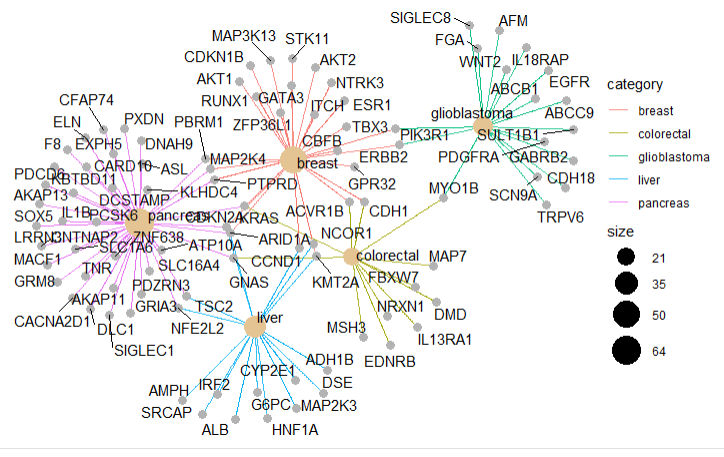 SIGLEC8
AFM
MAP3K13
STK11
FGA
WNT2
IL18RAP
CDKN1B
AKT2
EGFR
AKT1
NTRK3
ABCB1
category
RUNX1
GATA3
ITCH
ESR1
ABCC9
breast
CFAP74
ZFP36L1
TBX3
glioblastoma
ELN
PXDN
PBRM1
CBFB
PIK3R1
SULT1B1
colorectal
F8
EXPH5
DNAH9
MAP2K4
breast
ERBB2
PDGFRA
GABRB2
glioblastoma
CARD10
ASL
KBTBD11
PTPRD
GPR32
CDH18
liver
AKAP13
DCSTAMP
KLHDC4
MYO1B
SCN9A
pancreas
SOX5
IL1B
PCSK6
pancreas
CDKN2A
KRAS
ACVR1B
CDH1
TRPV6
size
ZNF638
ARID1A
NCOR1
MACF1
SLC1A6
ATP10A
CCND1
colorectal
MAP7
21
GRM8
TNR
SLC16A4
GNAS
KMT2A
FBXW7
35
AKAP11
PDZRN3
CACNA2D1
DLC1
GRIA3
TSC2
NRXN1
DMD
50
NFE2L2
liver
MSH3
IL13RA1
SIGLEC1
EDNRB
64
ADH1B
CYP2E1
DSE
AMPH
IRF2
G6PC
MAP2K3
SRCAP
ALB
HNF1A